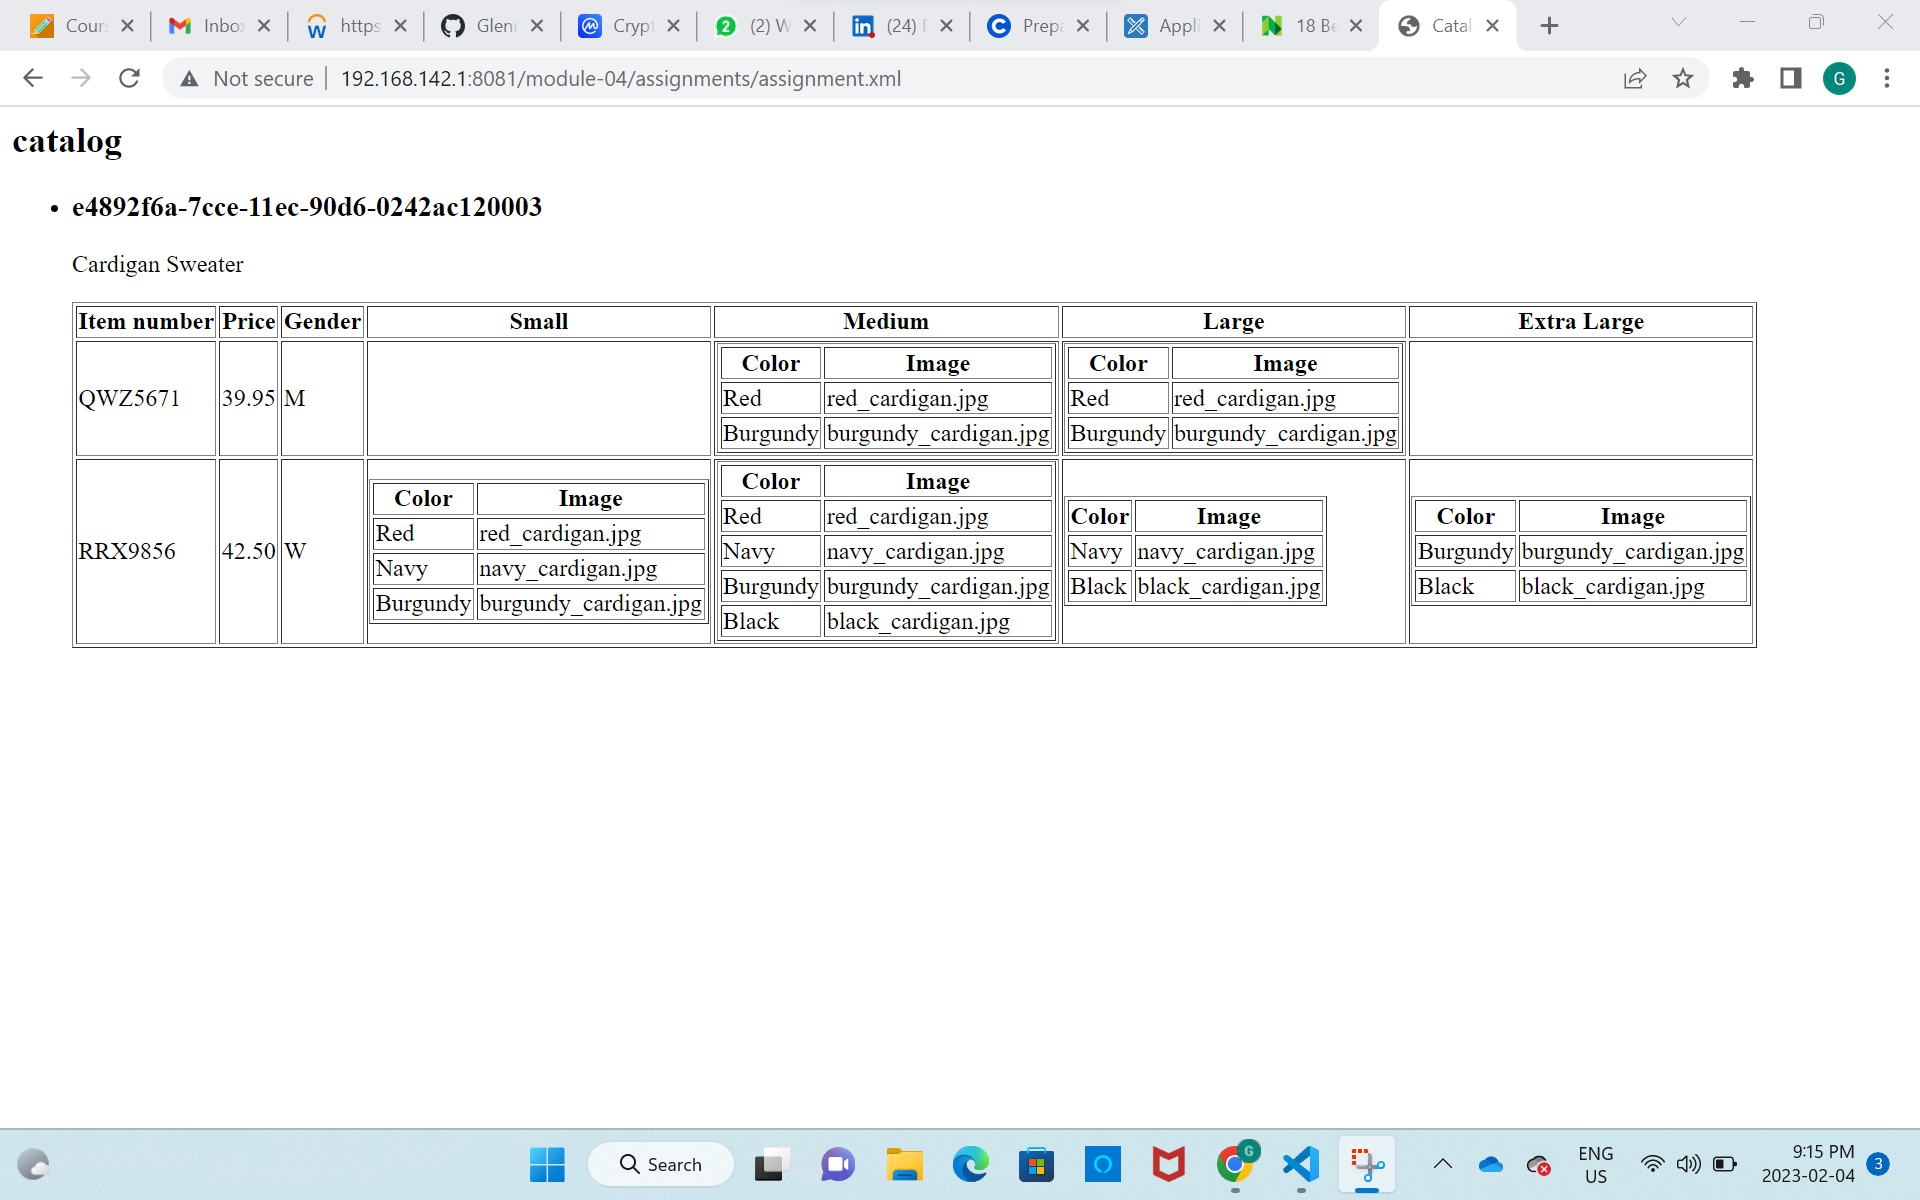 Cour
Inbo
https
Glen
Crypt
(2) W
(24)
Prepa
Appli
18 Be
Catal
Not secure
192.168.142.1:8081/module-04/assignments/assignment.xml
G
catalog
e4892f6a-7cce-11ec-90d6-0242ac120003
Cardigan Sweater
Item number Price Gender Small Medium Large Extra Large
Color Image Color Image
QWZ5671 39.95 M Red red_cardigan.jpg Red red_cardigan.jpg
Burgundy burgundy_cardigan.jpg Burgundy burgundy_cardigan.jpg
Color Image
Color Image
Red red_cardigan.jpg Color Image Color Image
Red red_cardigan.jpg
RRX9856 42.50 W Navy navy_cardigan.jpg Navy navy_cardigan.jpg Burgundy burgundy_cardigan.jpg
Navy navy_cardigan.jpg
Burgundy burgundy_cardigan.jpg Black black_cardigan.jpg Black black_cardigan.jpg
Burgundy burgundy_cardigan.jpg
Black black_cardigan.jpg
Search
G
ENG
US
9:15 PM
2023-02-04
3